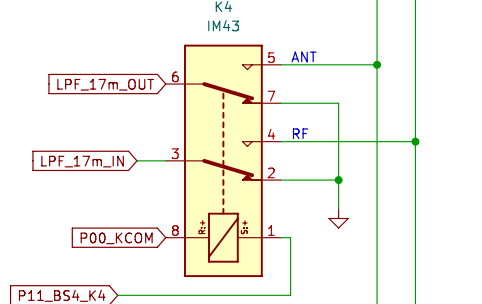 K4
IM43
5 ANT
LPF_17m_OUT 6
7
4 RF
LPF_17m_IN 3
2
P00_KCOM 8 R:+ S:+ 1
P11_BS4_K4